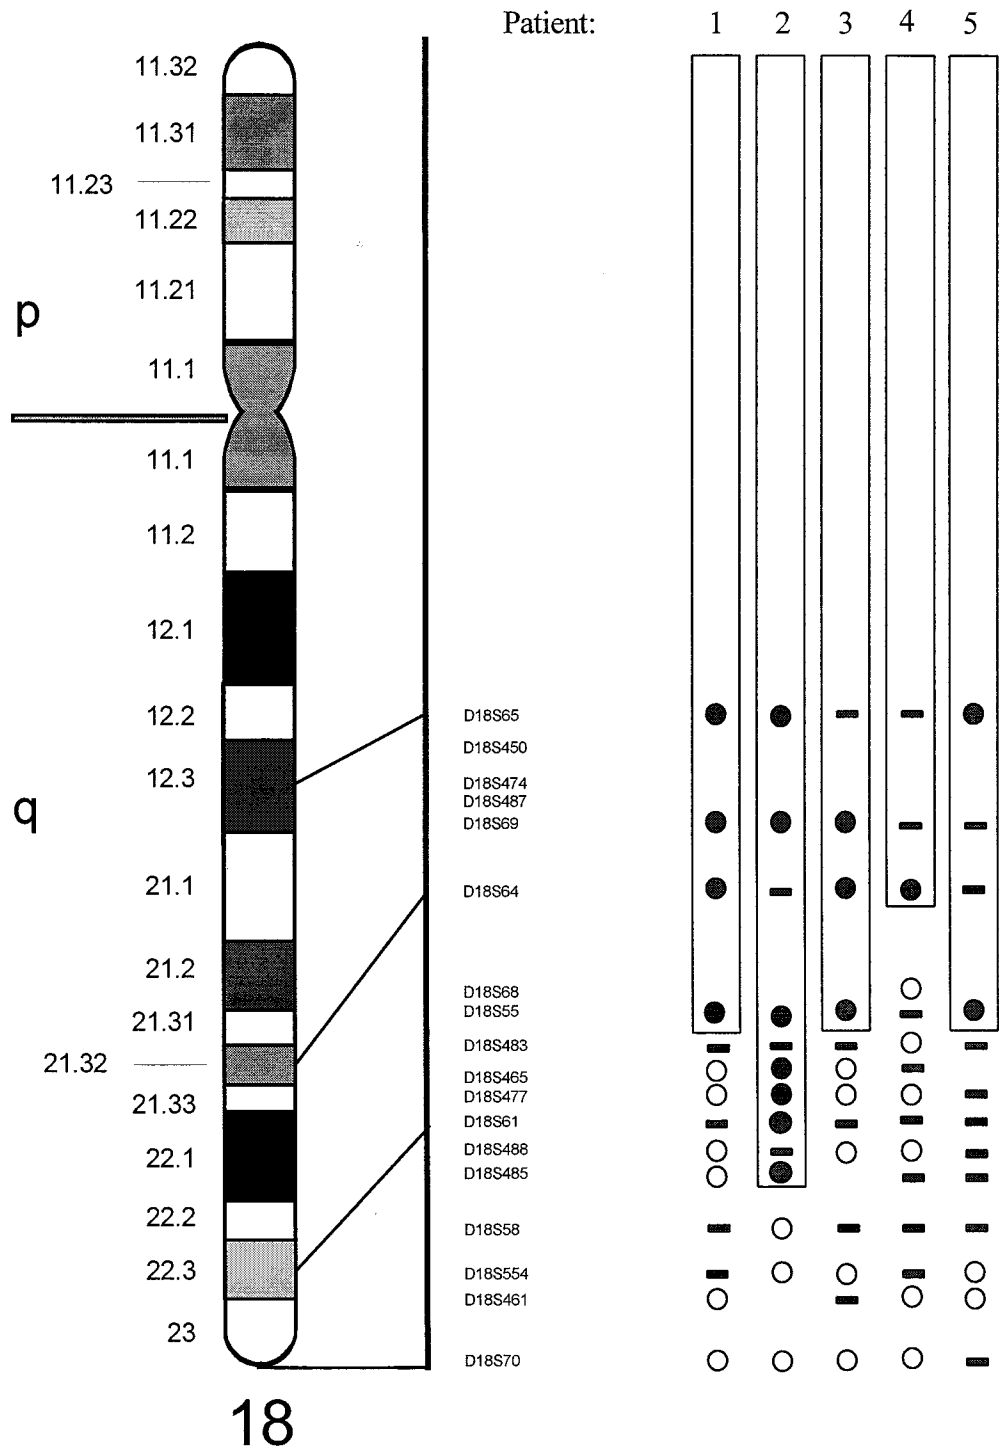 Patient: 1 2 3 4 5
11.32
11.31
11.23
11.22
11.21
p
11.1
11.1
11.2
12.1
12.2
D18S65
D18S450
12.3
D18S474
D18S487
q
D18S69
21.1
D18S64
21.2
D18S68
D18S55
21.31
D18S483
21.32
D18S465
D18S477
21.33
D18S61
D18S488
22.1
D18S485
22.2
D18S58
22.3
D18S554
D18S461
23
D18S70
18